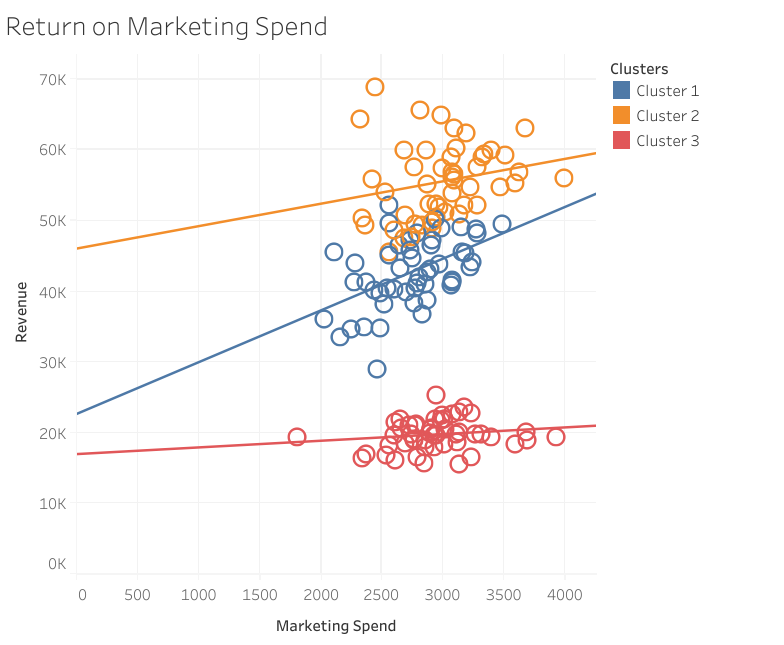 Return on Marketing Spend
Clusters
Cluster 1
Cluster 2
Cluster 3
Revenue
70K
60K
50K
40K
30K
20K
10K
0K
0 500 1000 1500 2000 2500 3000 3500 4000
Marketing Spend